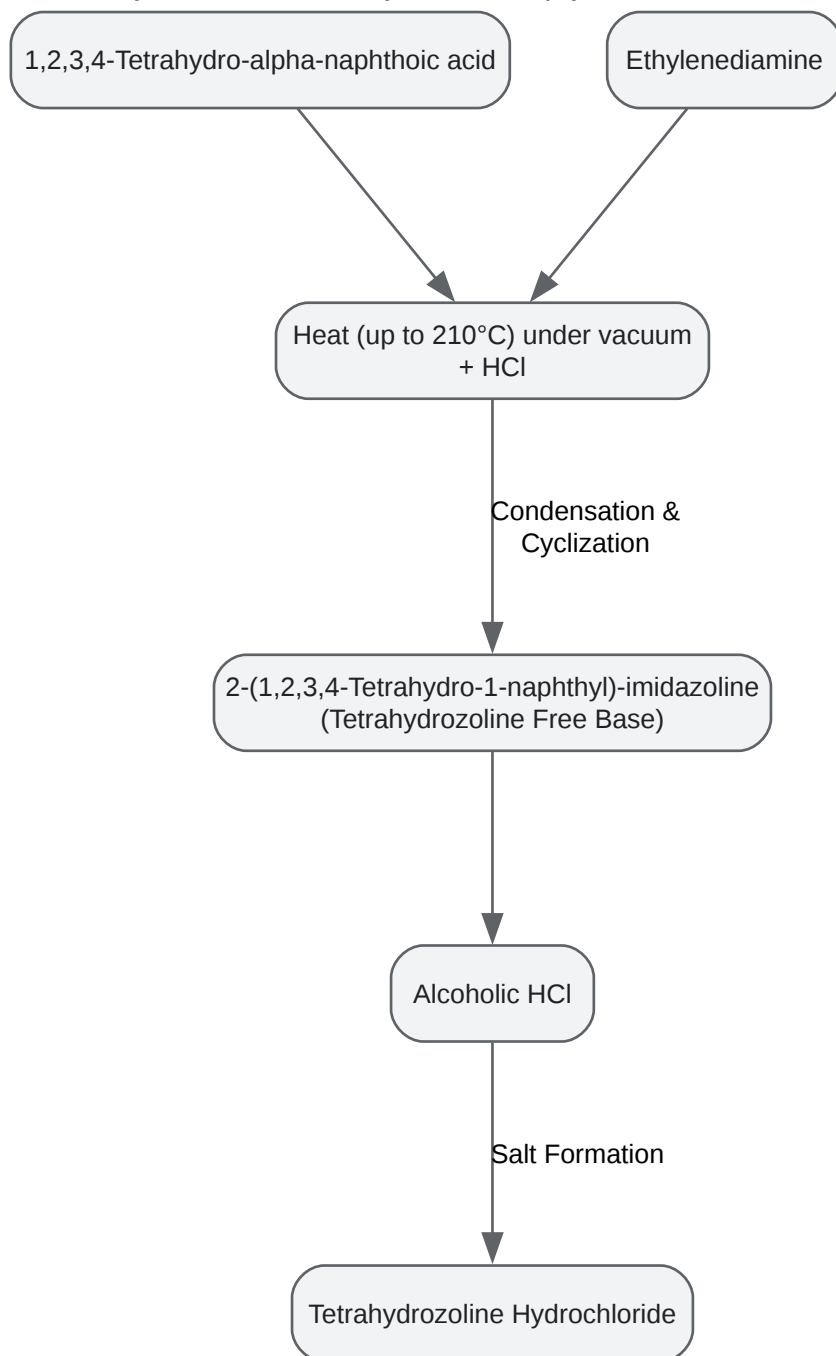 1,2,3,4-Tetrahydro-alpha-naphthoic acid
Ethylenediamine
Heat (up to 210°C) under vacuum
+ HCl
Condensation &
Cyclization
2-(1,2,3,4-Tetrahydro-1-naphthyl)-imidazoline
(Tetrahydrozoline Free Base)
Alcoholic HCl
Salt Formation
Tetrahydrozoline Hydrochloride